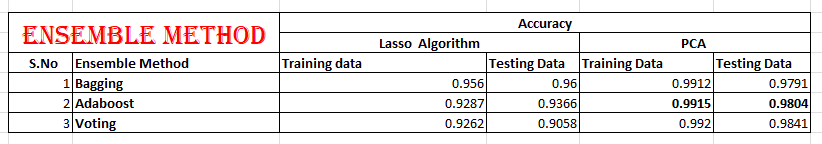 ENSEMBLE METHOD
Accuracy
Lasso Algorithm PCA
S.No Ensemble Method Training data Testing Data Training Data Testing Data
1 Bagging 0.956 0.96 0.9912 0.9791
2 Adaboost 0.9287 0.9366 0.9915 0.9804
3 Voting 0.9262 0.9058 0.992 0.9841